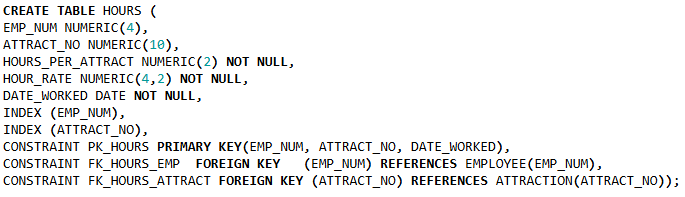 CREATE TABLE HOURS (
EMP_NUM NUMERIC(4),
ATTRACT_NO NUMERIC(10),
HOURS_PER_ATTRACT NUMERIC(2) NOT NULL,
HOUR_RATE NUMERIC(4,2) NOT NULL,
DATE_WORKED DATE NOT NULL,
INDEX (EMP_NUM),
INDEX (ATTRACT_NO),
CONSTRAINT PK_HOURS PRIMARY KEY(EMP_NUM, ATTRACT_NO, DATE_WORKED),
CONSTRAINT FK_HOURS_EMP  FOREIGN KEY   (EMP_NUM) REFERENCES EMPLOYEE(EMP_NUM),
CONSTRAINT FK_HOURS_ATTRACT FOREIGN KEY (ATTRACT_NO) REFERENCES ATTRACTION(ATTRACT_NO));